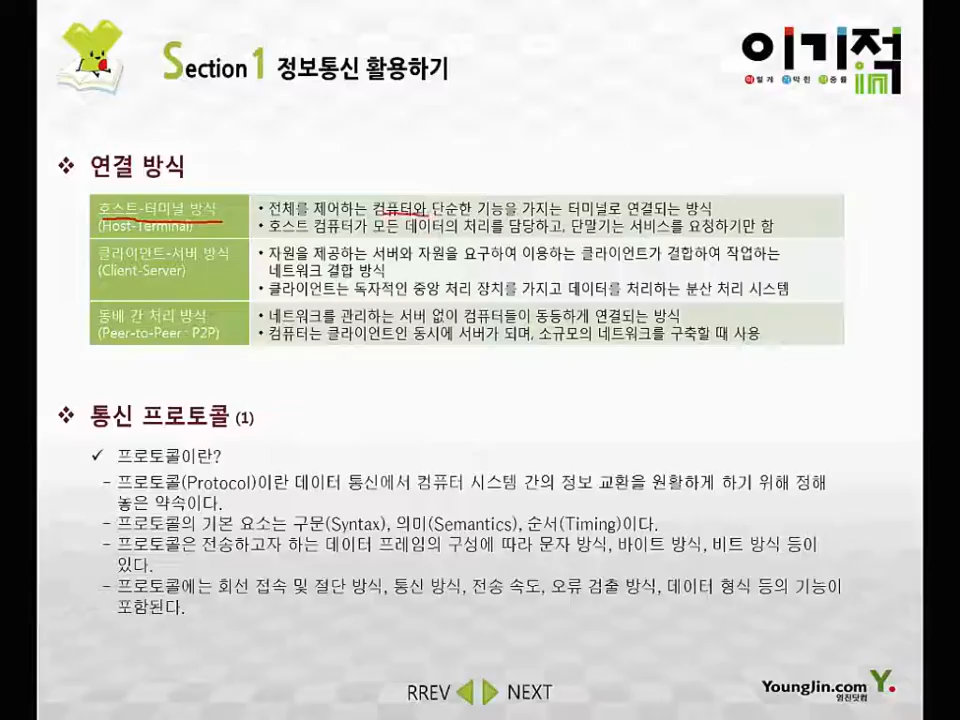 Section 1 정보통신 활용하기
이기적in
이렇게 기막힌 적중률
❖ 연결 방식
호스트-터미널 방식
(Host-Terminal)
• 전체를 제어하는 컴퓨터와 단순한 기능을 가지는 터미널로 연결되는 방식
• 호스트 컴퓨터가 모든 데이터의 처리를 담당하고, 단말기는 서비스를 요청하기만 함
클라이언트-서버 방식
(Client-Server)
• 자원을 제공하는 서버와 자원을 요구하여 이용하는 클라이언트가 결합하여 작업하는
네트워크 결합 방식
• 클라이언트는 독자적인 중앙 처리 장치를 가지고 데이터를 처리하는 분산 처리 시스템
동배 간 처리 방식
(Peer-to-Peer : P2P)
• 네트워크를 관리하는 서버 없이 컴퓨터들이 동등하게 연결되는 방식
• 컴퓨터는 클라이언트인 동시에 서버가 되며, 소규모의 네트워크를 구축할 때 사용
❖ 통신 프로토콜 (1)
✓ 프로토콜이란?
- 프로토콜(Protocol)이란 데이터 통신에서 컴퓨터 시스템 간의 정보 교환을 원활하게 하기 위해 정해
놓은 약속이다.
- 프로토콜의 기본 요소는 구문(Syntax), 의미(Semantics), 순서(Timing)이다.
- 프로토콜은 전송하고자 하는 데이터 프레임의 구성에 따라 문자 방식, 바이트 방식, 비트 방식 등이
있다.
- 프로토콜에는 회선 접속 및 절단 방식, 통신 방식, 전송 속도, 오류 검출 방식, 데이터 형식 등의 기능이
포함된다.
RREV NEXT
YoungJin.com Y.
영진닷컴